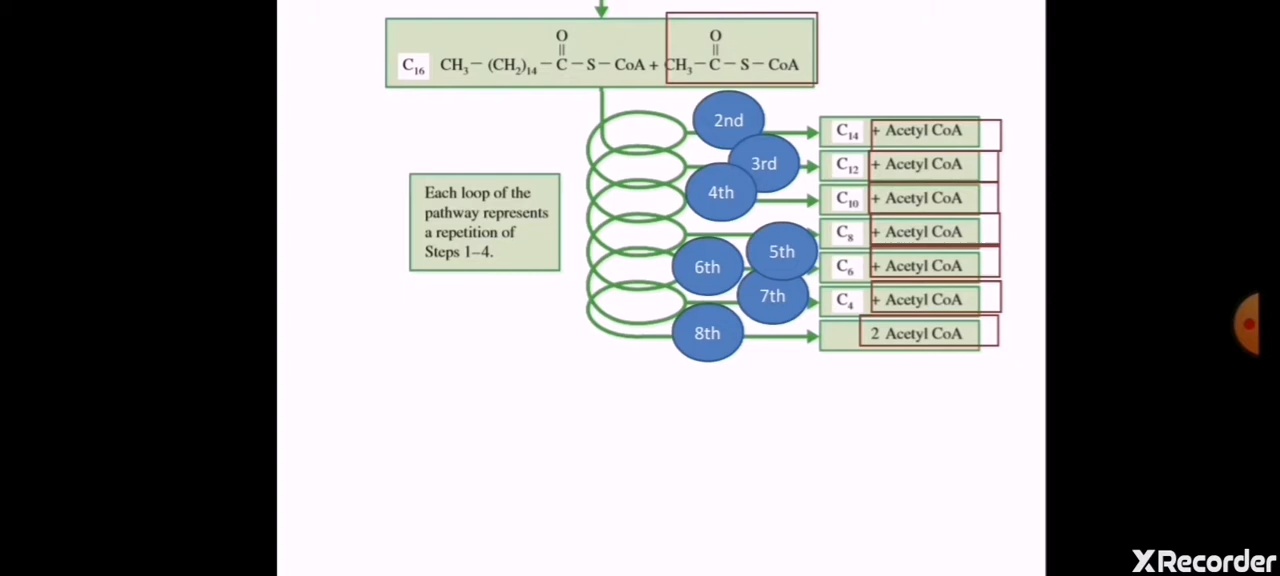 O O
|| ||
C₁₆ CH₃— (CH₂)₁₄ —C—S—CoA + CH₃—C—S—CoA
2nd
C₁₄ + Acetyl CoA
3rd
C₁₂ + Acetyl CoA
4th
C₁₀ + Acetyl CoA
Each loop of the
pathway represents
a repetition of
Steps 1–4.
C₈ + Acetyl CoA
5th
6th
C₆ + Acetyl CoA
7th
C₄ + Acetyl CoA
8th
2 Acetyl CoA
XRecorder